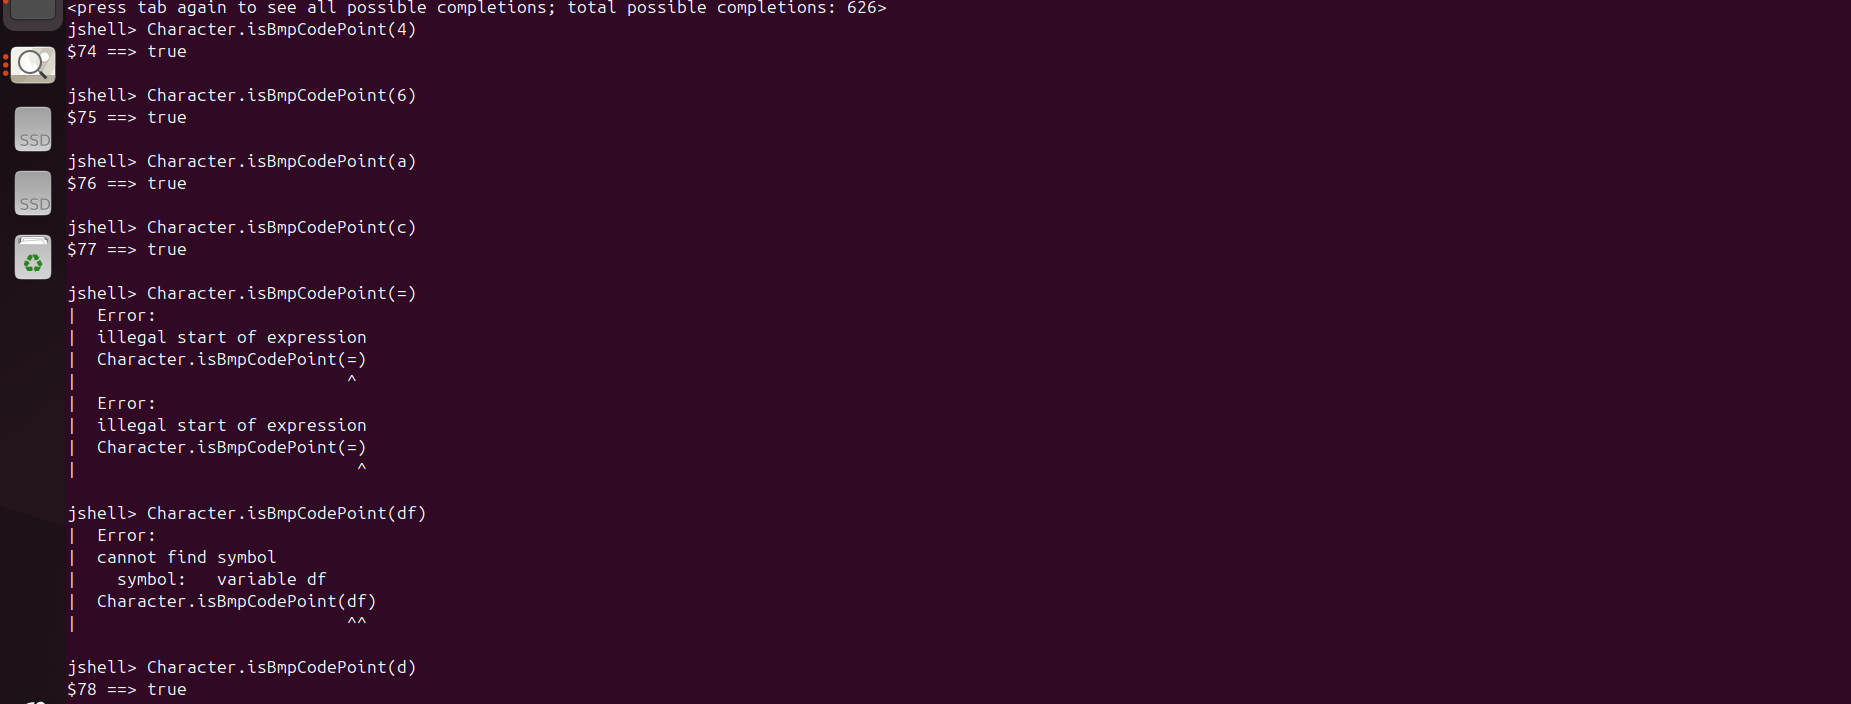 <press tab again to see all possible completions; total possible completions: 626>
jshell> Character.isBmpCodePoint(4)
$74 ==> true
jshell> Character.isBmpCodePoint(6)
$75 ==> true
SSD
jshell> Character.isBmpCodePoint(a)
$76 ==> true
SSD
jshell> Character.isBmpCodePoint(c)
$77 ==> true
jshell> Character.isBmpCodePoint(=)
|  Error:
|  illegal start of expression
|  Character.isBmpCodePoint(=)
|                           ^
|  Error:
|  illegal start of expression
|  Character.isBmpCodePoint(=)
|                            ^
jshell> Character.isBmpCodePoint(df)
|  Error:
|  cannot find symbol
|    symbol:   variable df
|  Character.isBmpCodePoint(df)
|                           ^^
jshell> Character.isBmpCodePoint(d)
$78 ==> true